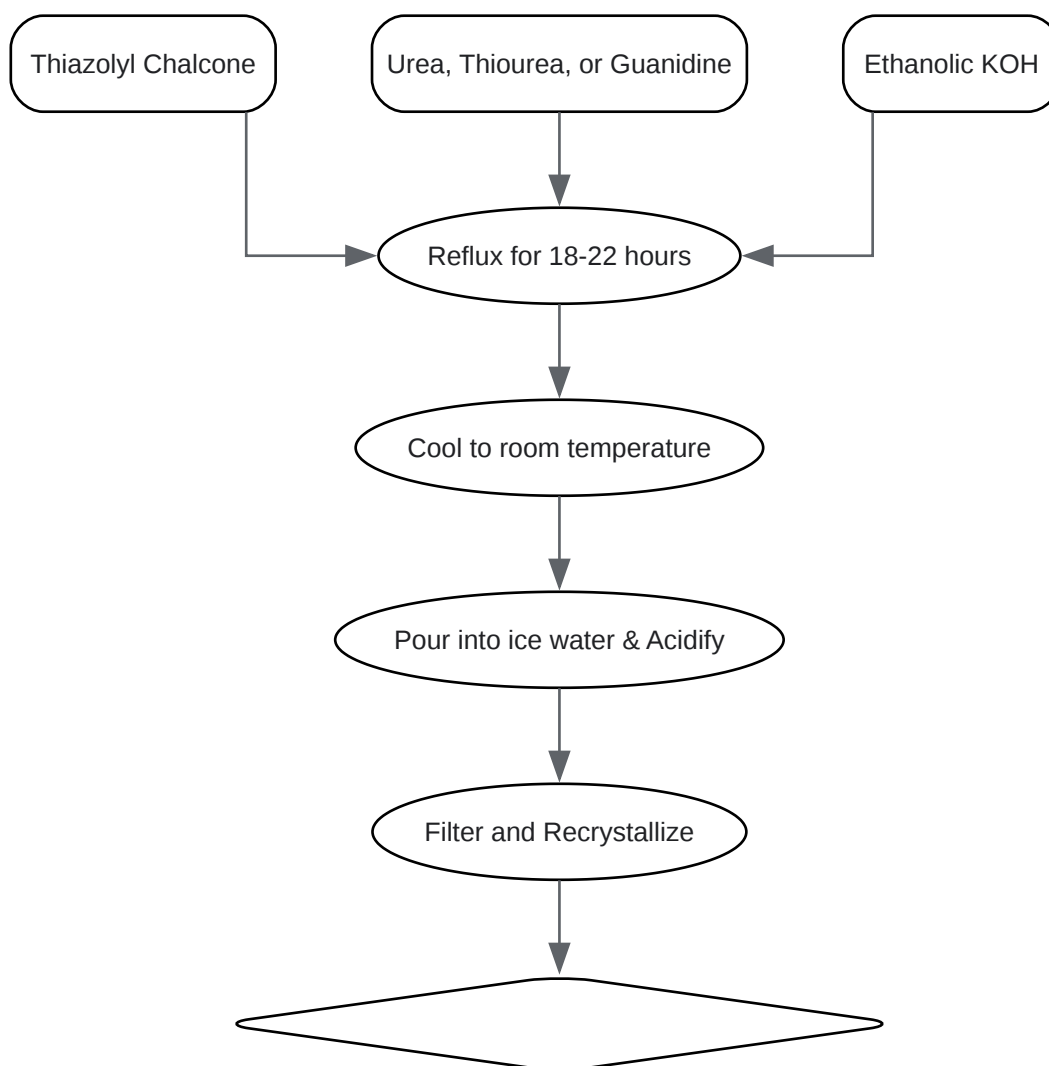 Thiazolyl Chalcone
Urea, Thiourea, or Guanidine
Ethanolic KOH
Reflux for 18-22 hours
Cool to room temperature
Pour into ice water & Acidify
Filter and Recrystallize